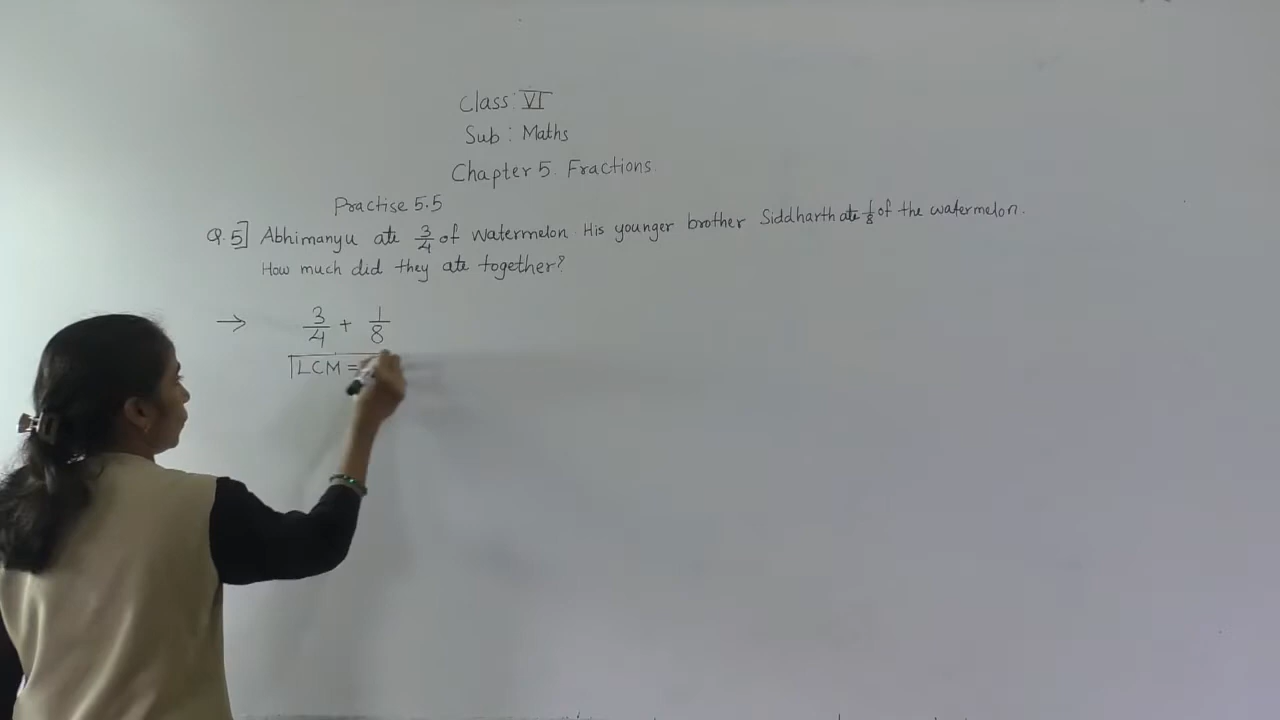 Class : VI
Sub : Maths
Chapter 5. Fractions.
Practise 5.5
Q.5] Abhimanyu ate 3/4 of watermelon. His younger brother Siddharth ate 1/8 of the watermelon.
How much did they ate together?
→ 3/4 + 1/8
LCM =